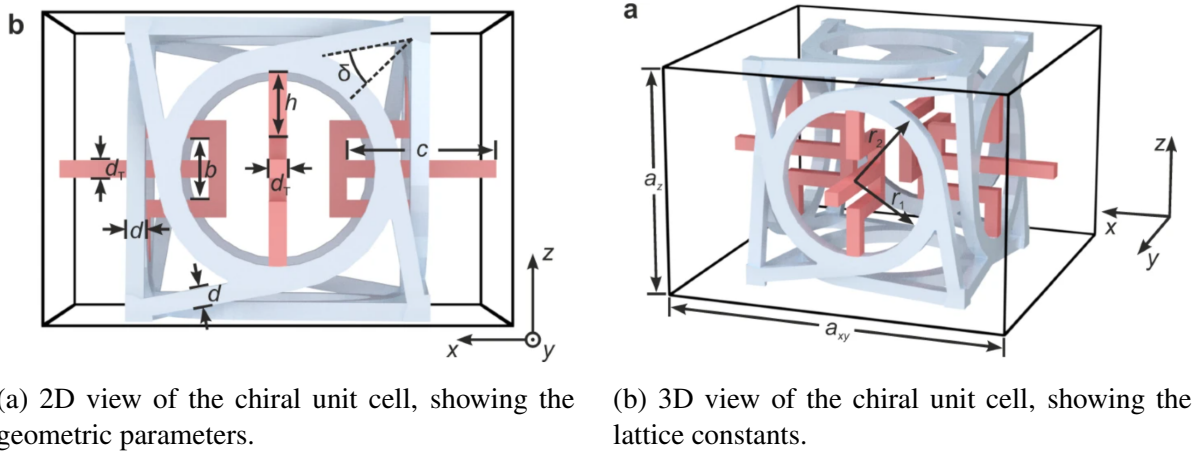 b
δ
h
c
d_T
b
d_T
d
d
z
x
y
a
r_2
r_1
a_z
a_xy
z
x
y
(a) 2D view of the chiral unit cell, showing the
geometric parameters.
(b) 3D view of the chiral unit cell, showing the
lattice constants.